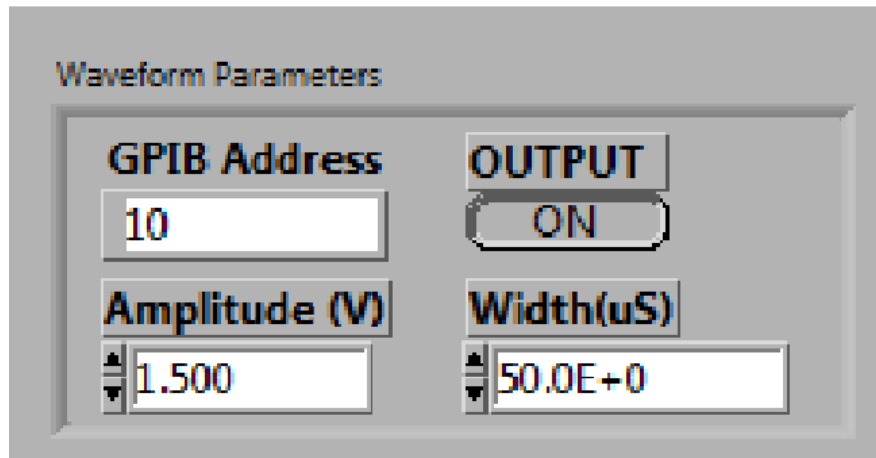 Waveform Parameters
GPIB Address
OUTPUT
10
ON
Amplitude (V)
Width(uS)
1.500
50.0E+0